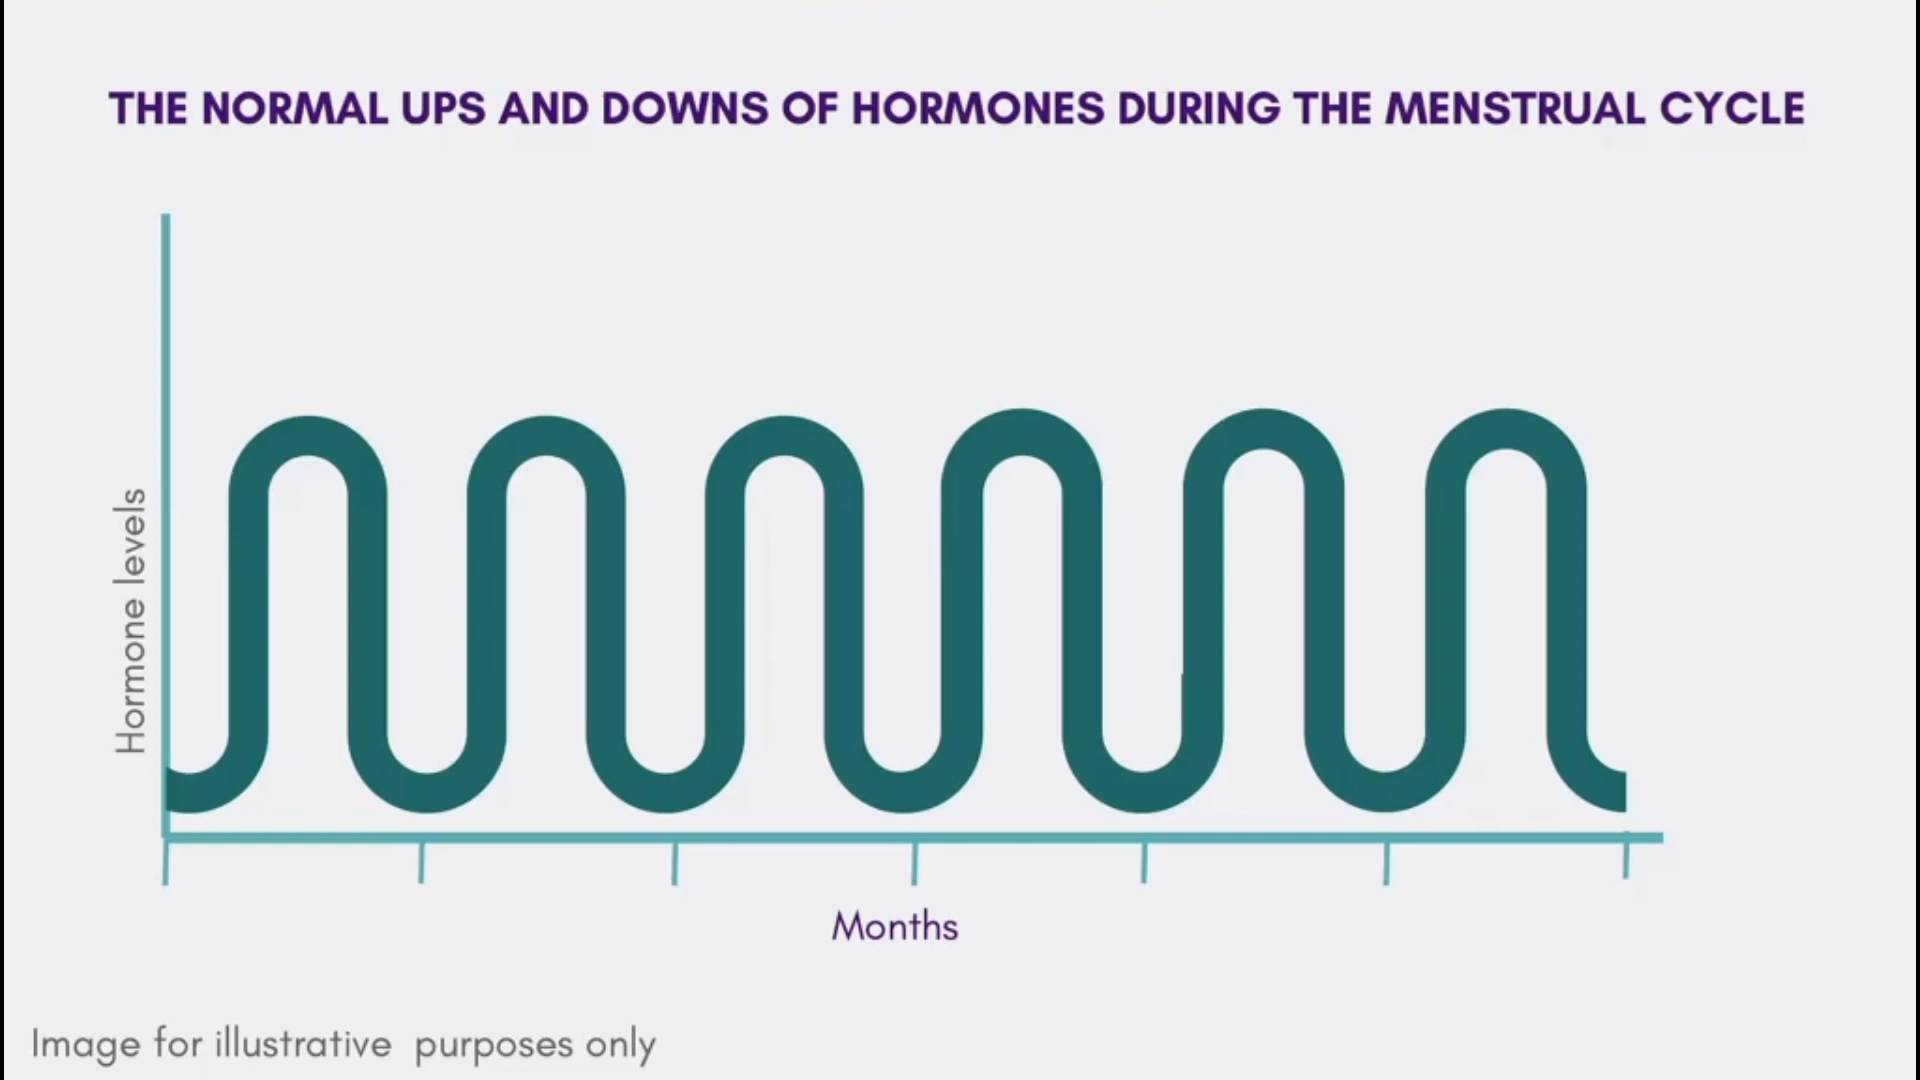 THE NORMAL UPS AND DOWNS OF HORMONES DURING THE MENSTRUAL CYCLE
Hormone levels
Months
Image for illustrative purposes only